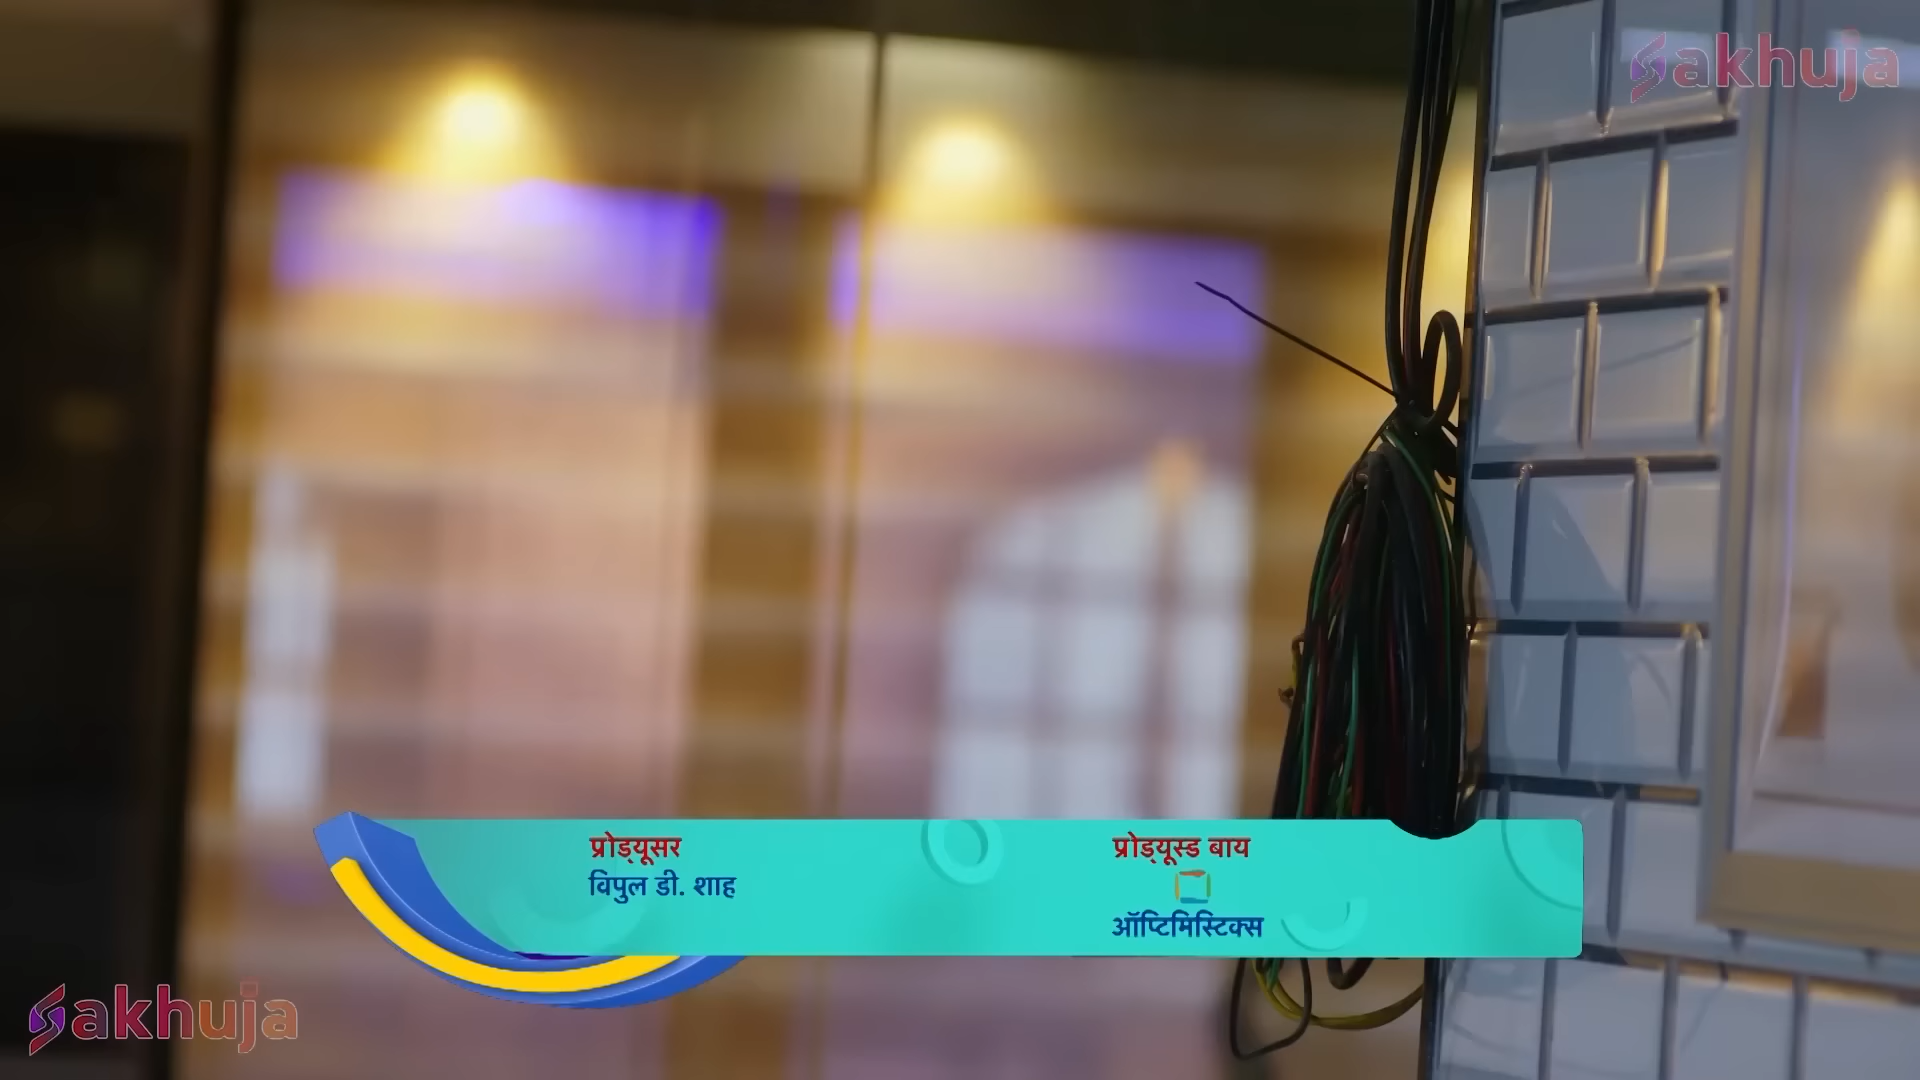 Sakhuja
प्रोड्यूसर
विपुल डी. शाह
प्रोड्यूस्ड बाय
ऑप्टिमिस्टिक्स
Sakhuja